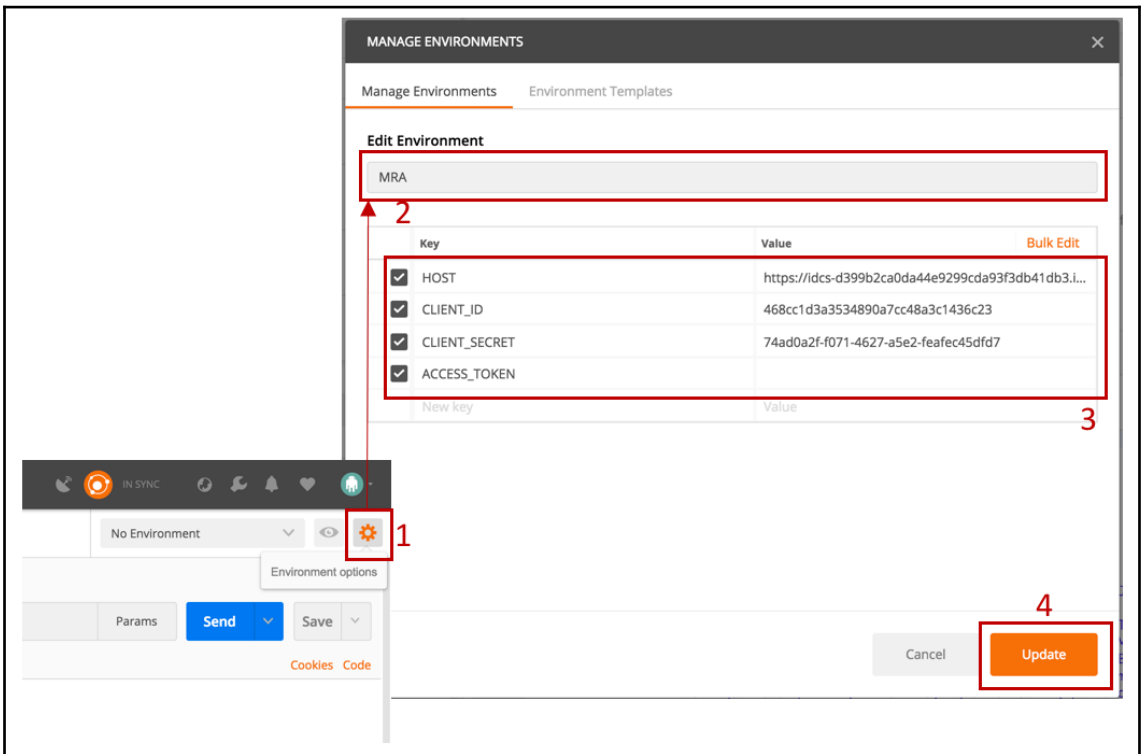 MANAGE ENVIRONMENTS
Manage Environments Environment Templates
Edit Environment
MRA
2
Key Value Bulk Edit
HOST https://idcs-d399b2ca0da44e9299cda93f3db41db3.i...
CLIENT_ID 468cc1d3a3534890a7cc48a3c1436c23
CLIENT_SECRET 74ad0a2f-f071-4627-a5e2-feafec45dfd7
ACCESS_TOKEN
New key Value
3
IN SYNC
No Environment
1
Environment options
Params Send Save
Cookies Code
4
Cancel Update